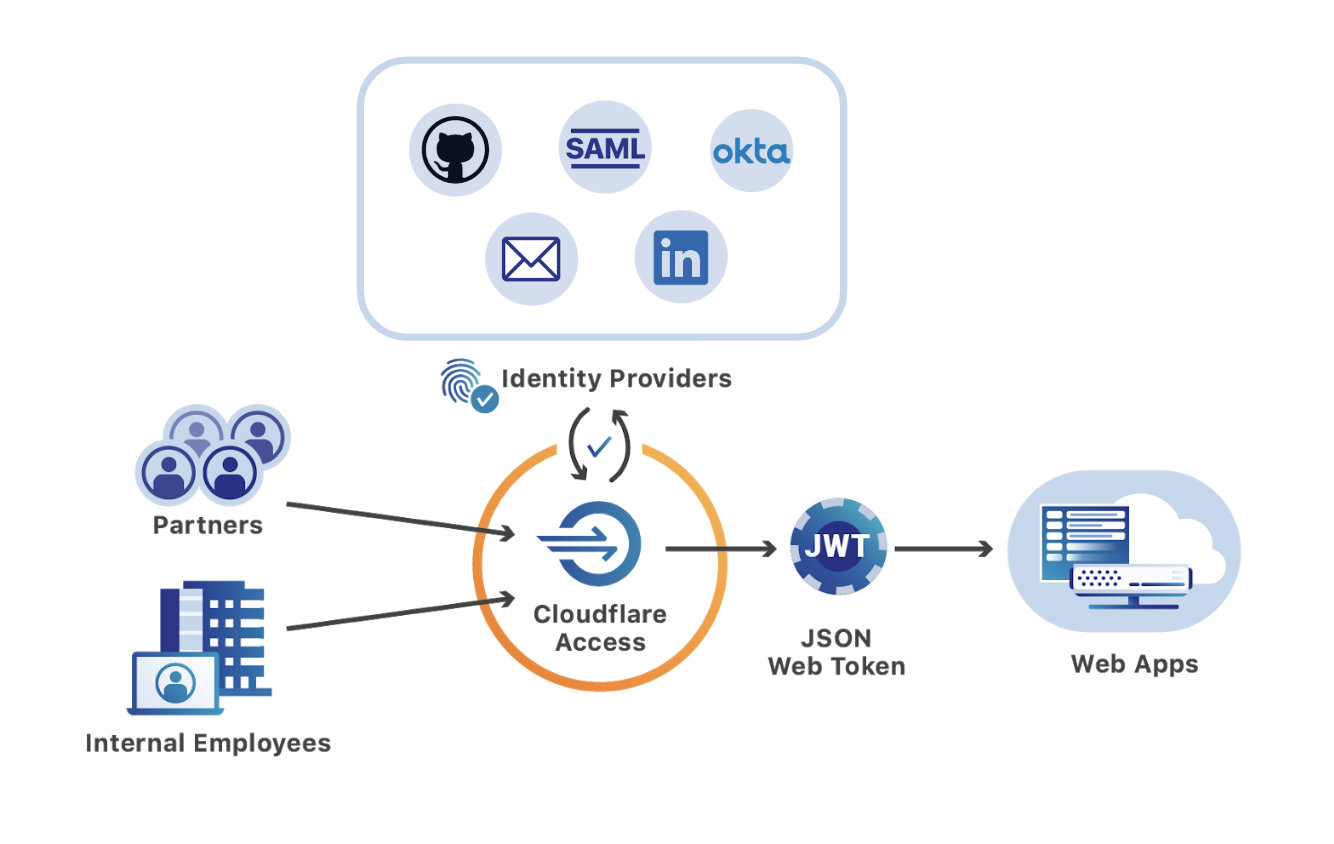 SAML
okta
in
Identity Providers
Partners
Cloudflare
Access
JWT
JSON
Web Token
Web Apps
Internal Employees